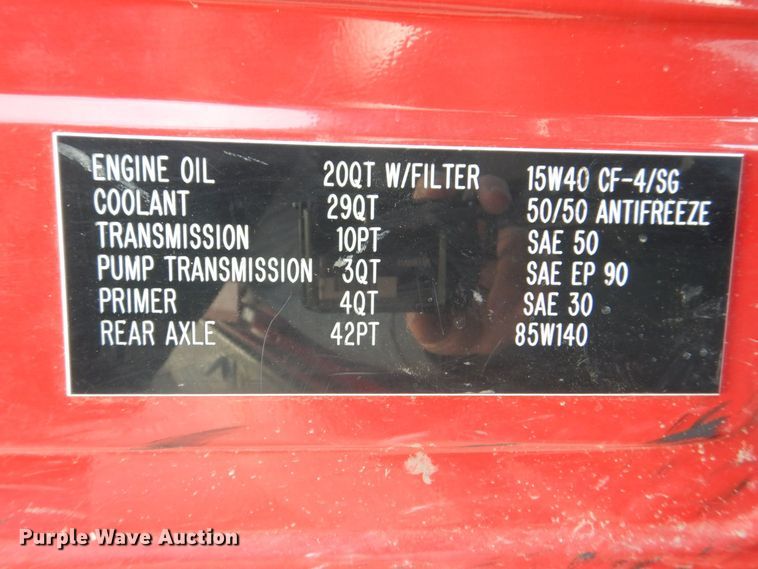 ENGINE OIL 20QT W/FILTER 15W40 CF-4/SG
COOLANT 29QT 50/50 ANTIFREEZE
TRANSMISSION 10PT SAE 50
PUMP TRANSMISSION 3QT SAE EP 90
PRIMER 4QT SAE 30
REAR AXLE 42PT 85W140
Purple Wave Auction